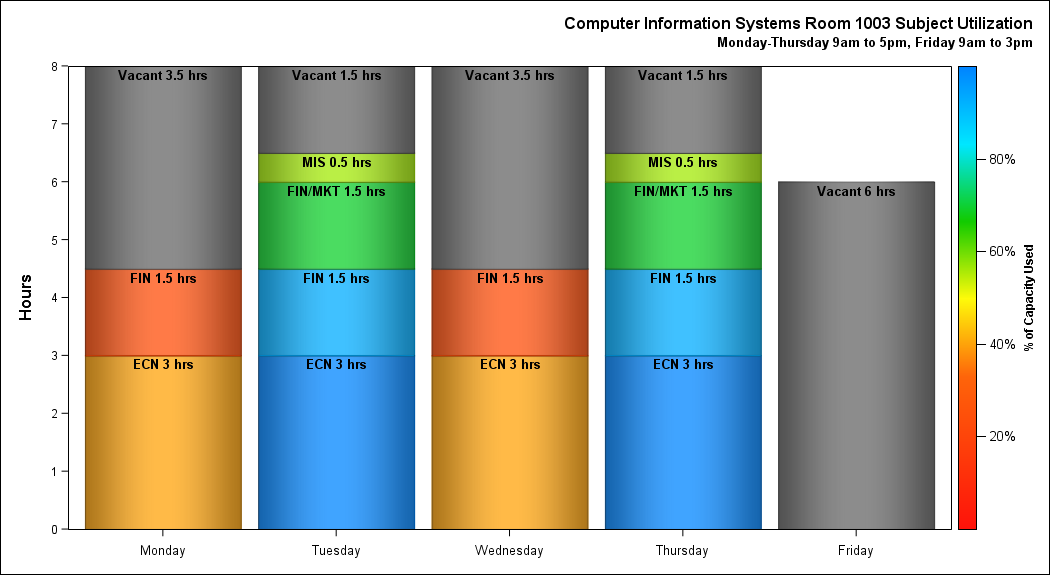 Computer Information Systems Room 1003 Subject Utilization
Monday-Thursday 9am to 5pm, Friday 9am to 3pm
8
7
6
5
4
3
2
1
0
Hours
Vacant 3.5 hrs
FIN 1.5 hrs
ECN 3 hrs
Vacant 1.5 hrs
MIS 0.5 hrs
FIN/MKT 1.5 hrs
FIN 1.5 hrs
ECN 3 hrs
Vacant 3.5 hrs
FIN 1.5 hrs
ECN 3 hrs
Vacant 1.5 hrs
MIS 0.5 hrs
FIN/MKT 1.5 hrs
FIN 1.5 hrs
ECN 3 hrs
Vacant 6 hrs
Monday
Tuesday
Wednesday
Thursday
Friday
80%
60%
40%
20%
% of Capacity Used